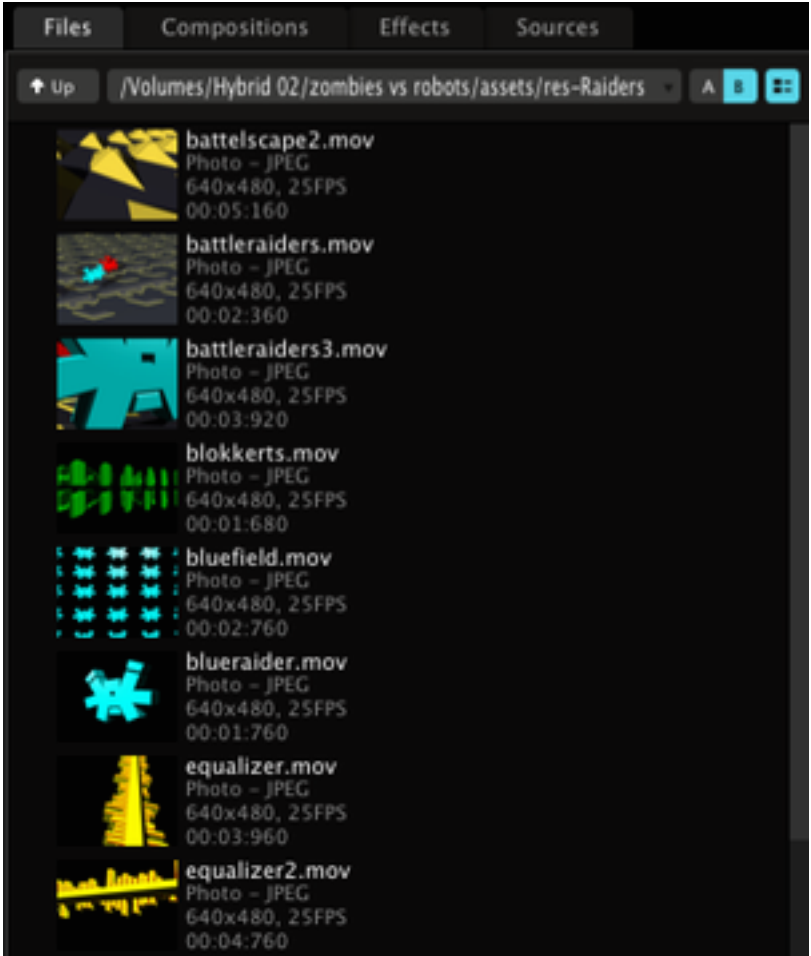 Files Compositions Effects Sources
Up /Volumes/Hybrid 02/zombies vs robots/assets/res-Raiders A B
battelscape2.mov
Photo – JPEG
640x480, 25FPS
00:05:160
battleraiders.mov
Photo – JPEG
640x480, 25FPS
00:02:360
battleraiders3.mov
Photo – JPEG
640x480, 25FPS
00:03:920
blokkerts.mov
Photo – JPEG
640x480, 25FPS
00:01:680
bluefield.mov
Photo – JPEG
640x480, 25FPS
00:02:760
blueraider.mov
Photo – JPEG
640x480, 25FPS
00:01:760
equalizer.mov
Photo – JPEG
640x480, 25FPS
00:03:960
equalizer2.mov
Photo – JPEG
640x480, 25FPS
00:04:760